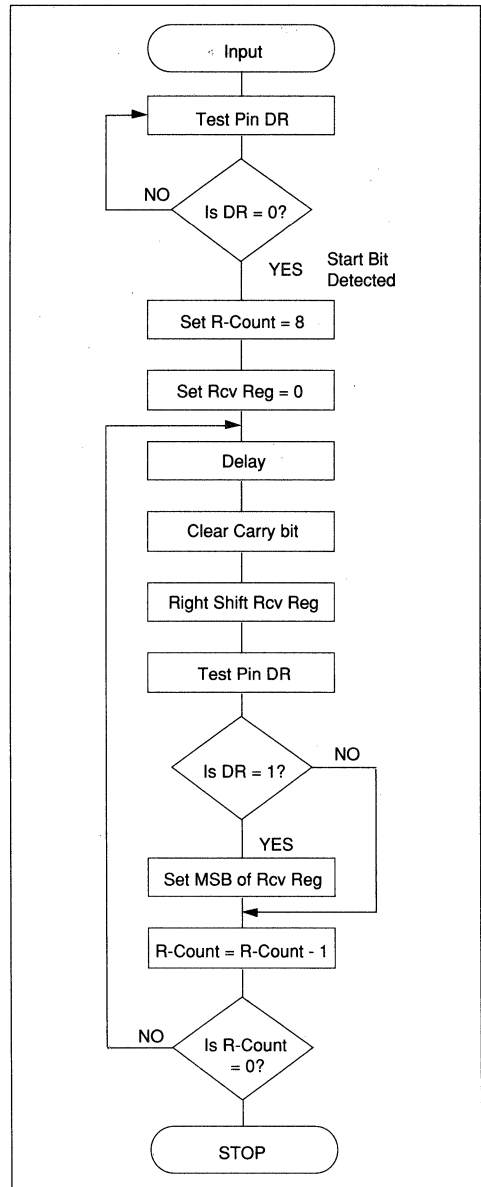 Input
Test Pin DR
NO
Is DR = 0?
YES
Start Bit
Detected
Set R-Count = 8
Set Rcv Reg = 0
Delay
Clear Carry bit
Right Shift Rcv Reg
Test Pin DR
NO
Is DR = 1?
YES
Set MSB of Rcv Reg
R-Count = R-Count - 1
NO
Is R-Count
= 0?
STOP